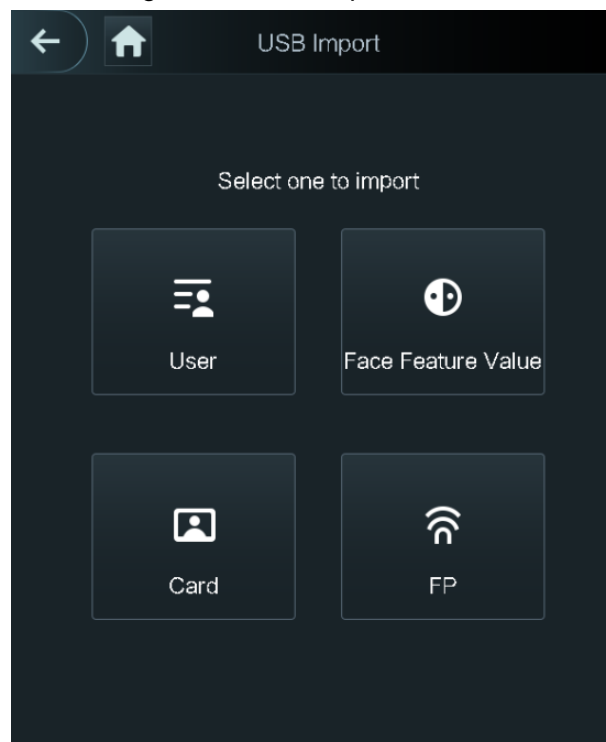 USB Import
Select one to import
User
Face Feature Value
Card
FP